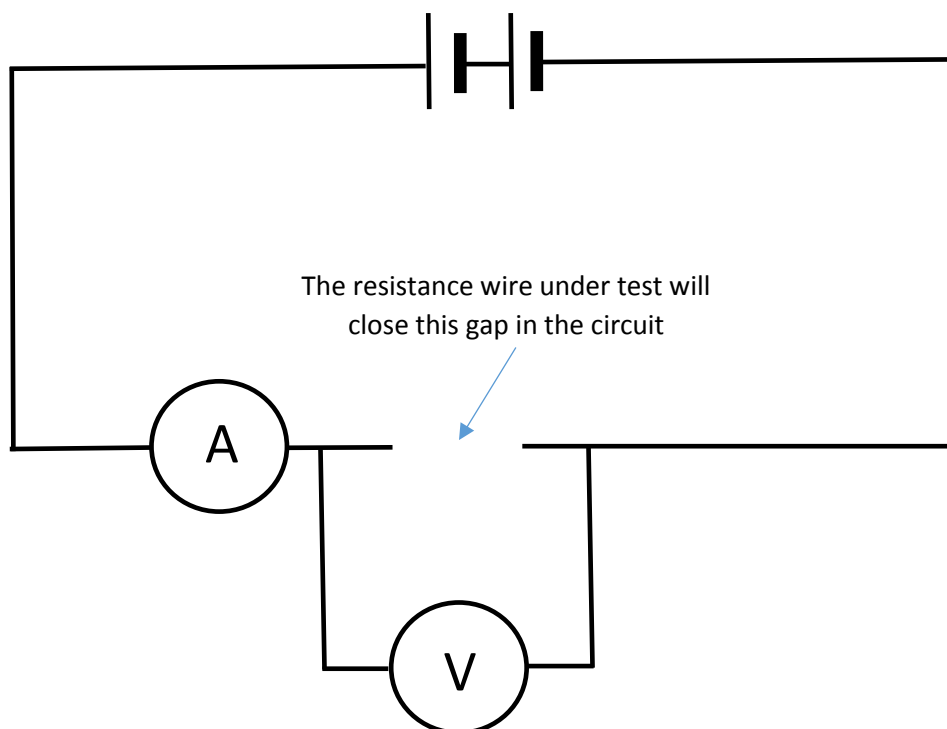 The resistance wire under test will
close this gap in the circuit
A
V